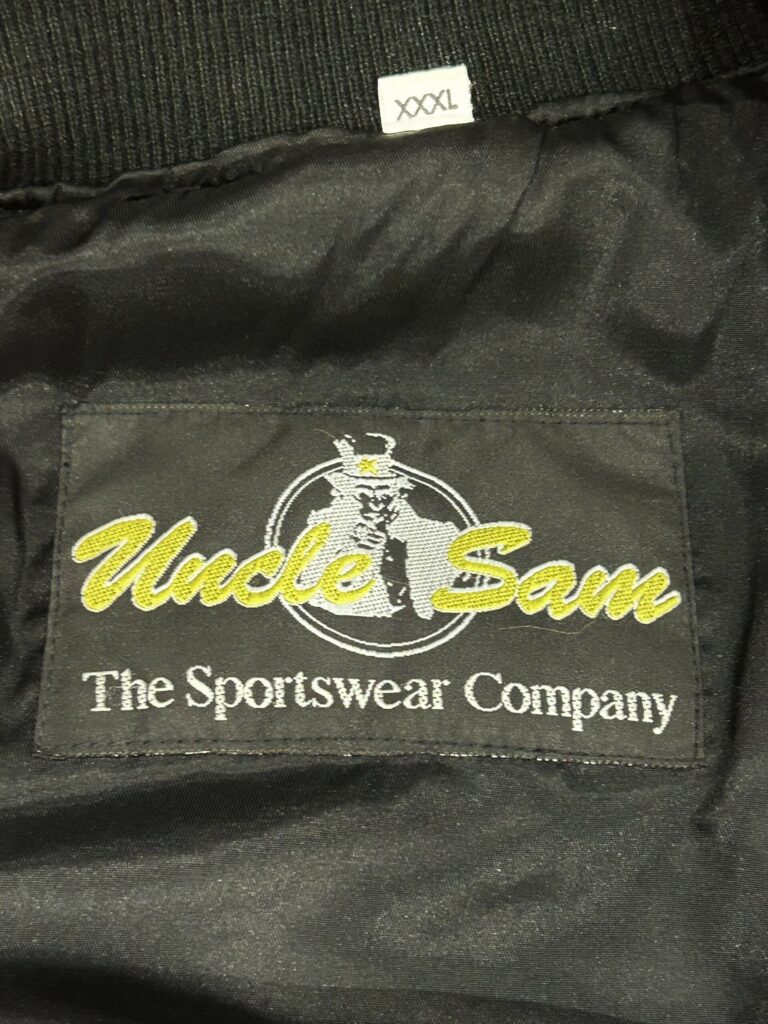 XXXL
Uncle Sam
The Sportswear Company